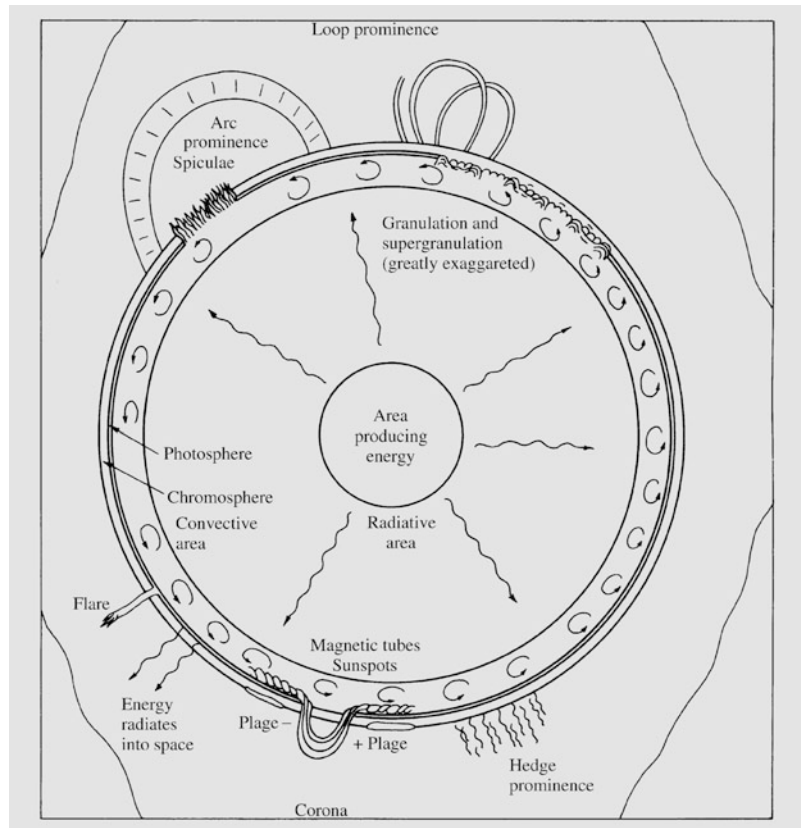 Loop prominence
Arc
prominence
Spiculae
Granulation and
supergranulation
(greatly exaggareted)
Area
producing
energy
Photosphere
Chromosphere
Convective
area
Radiative
area
Flare
Magnetic tubes
Sunspots
Energy
radiates
into space
Plage –
+ Plage
Hedge
prominence
Corona